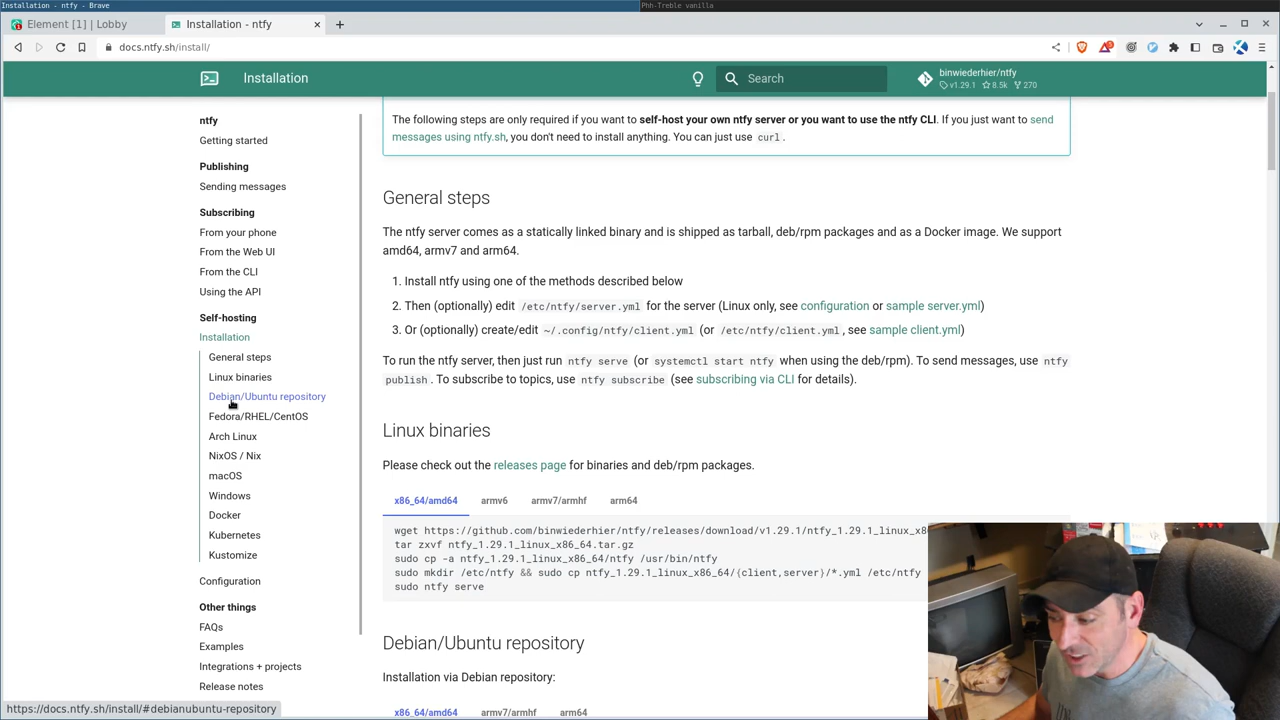 Installation - ntfy - Brave
Phh-Treble vanilla
Element [1] | Lobby
Installation - ntfy
docs.ntfy.sh/install/
Installation
Search
binwiederhier/ntfy
v1.29.1 8.5k 270
ntfy
Getting started
Publishing
Sending messages
Subscribing
From your phone
From the Web UI
From the CLI
Using the API
Self-hosting
Installation
General steps
Linux binaries
Debian/Ubuntu repository
Fedora/RHEL/CentOS
Arch Linux
NixOS / Nix
macOS
Windows
Docker
Kubernetes
Kustomize
Configuration
Other things
FAQs
Examples
Integrations + projects
Release notes
https://docs.ntfy.sh/install/#debianubuntu-repository
The following steps are only required if you want to self-host your own ntfy server or you want to use the ntfy CLI. If you just want to send
messages using ntfy.sh, you don't need to install anything. You can just use curl.
General steps
The ntfy server comes as a statically linked binary and is shipped as tarball, deb/rpm packages and as a Docker image. We support
amd64, armv7 and arm64.
1. Install ntfy using one of the methods described below
2. Then (optionally) edit /etc/ntfy/server.yml for the server (Linux only, see configuration or sample server.yml)
3. Or (optionally) create/edit ~/.config/ntfy/client.yml (or /etc/ntfy/client.yml, see sample client.yml)
To run the ntfy server, then just run ntfy serve (or systemctl start ntfy when using the deb/rpm). To send messages, use ntfy
publish. To subscribe to topics, use ntfy subscribe (see subscribing via CLI for details).
Linux binaries
Please check out the releases page for binaries and deb/rpm packages.
x86_64/amd64 armv6 armv7/armhf arm64
wget https://github.com/binwiederhier/ntfy/releases/download/v1.29.1/ntfy_1.29.1_linux_x8
tar zxvf ntfy_1.29.1_linux_x86_64.tar.gz
sudo cp -a ntfy_1.29.1_linux_x86_64/ntfy /usr/bin/ntfy
sudo mkdir /etc/ntfy && sudo cp ntfy_1.29.1_linux_x86_64/{client,server}/*.yml /etc/ntfy
sudo ntfy serve
Debian/Ubuntu repository
Installation via Debian repository:
x86_64/amd64 armv7/armhf arm64